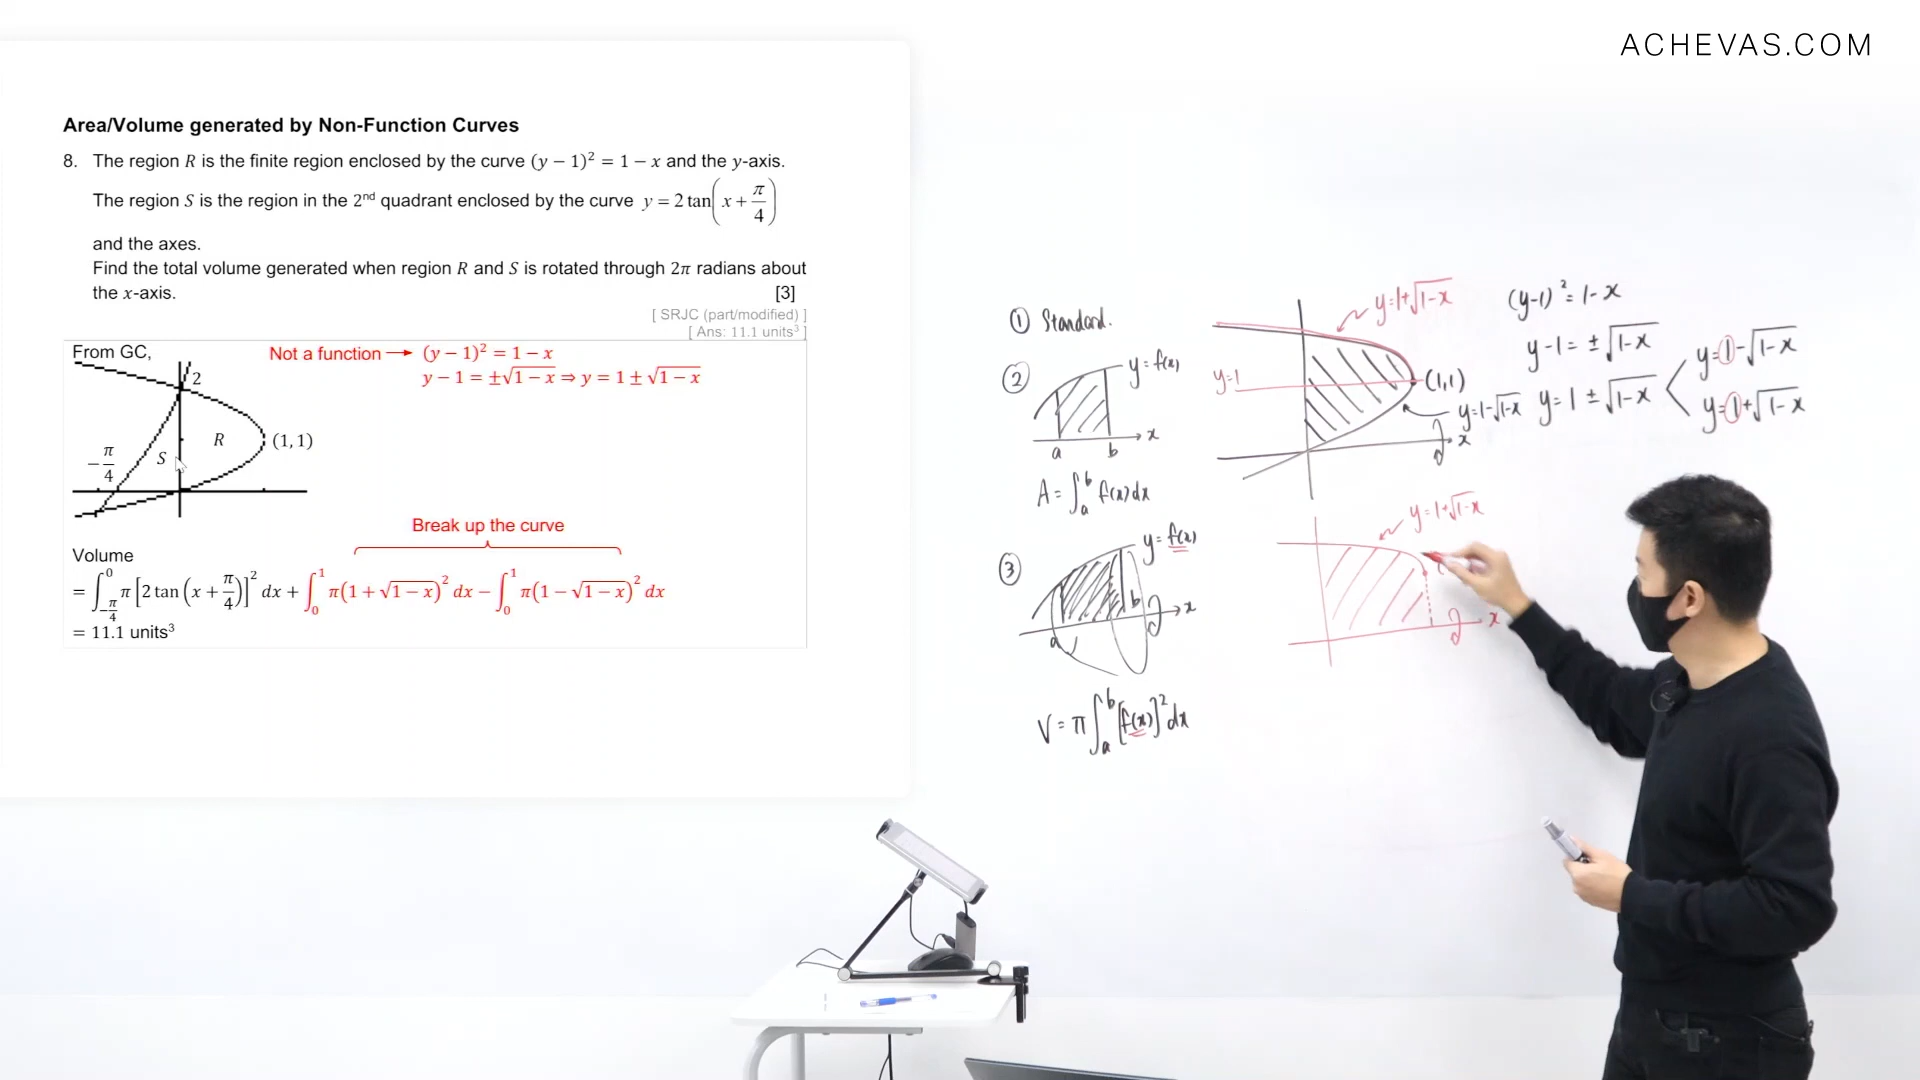 ACHEVAS.COM
Area/Volume generated by Non-Function Curves
8. The region R is the finite region enclosed by the curve (y − 1)² = 1 − x and the y-axis.
The region S is the region in the 2nd quadrant enclosed by the curve y = 2 tan(x + π/4)
and the axes.
Find the total volume generated when region R and S is rotated through 2π radians about
the x-axis. [3]
[ SRJC (part/modified) ]
[ Ans: 11.1 units³ ]
From GC,
Not a function → (y − 1)² = 1 − x
y − 1 = ±√(1 − x) ⇒ y = 1 ± √(1 − x)
2
R
(1, 1)
S
−π/4
Break up the curve
Volume
= ∫_{−π/4}^{0} π[2 tan(x + π/4)]² dx + ∫_0^1 π(1 + √(1 − x))² dx − ∫_0^1 π(1 − √(1 − x))² dx
= 11.1 units³
① Standard.
②
y = f(x)
x
a b
A = ∫_a^b f(x) dx
③
y = f(x)
b x
a
V = π ∫_a^b [f(x)]² dx
y = 1+√(1-x)
y=1
(1,1)
y=1-√(1-x)
x
(y-1)² = 1-x
y-1 = ±√(1-x)
y = 1 ± √(1-x)
y = 1-√(1-x)
y = 1+√(1-x)
y = 1+√(1-x)
x